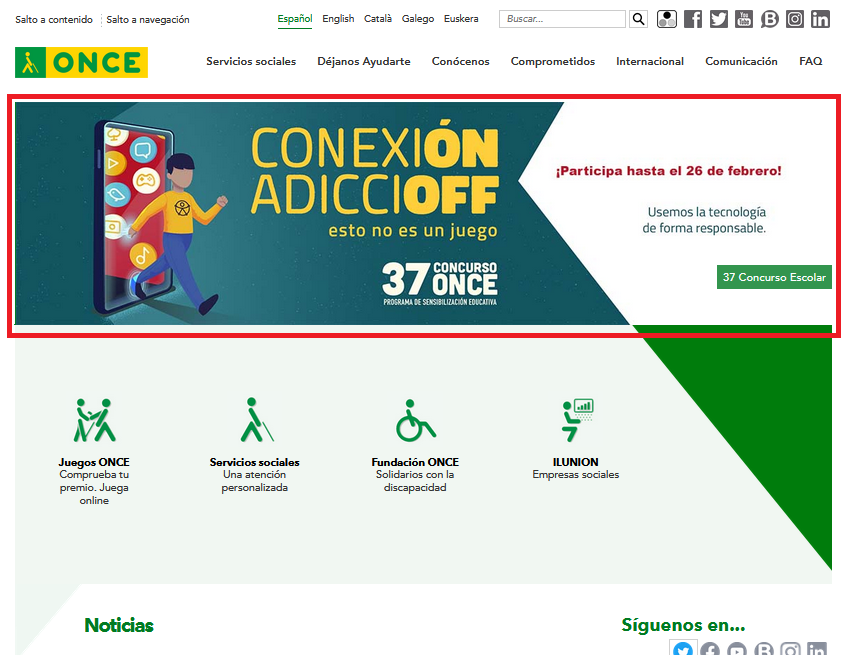 Salto a contenido
Salto a navegación
Español English Català Galego Euskera
Buscar...
You Tube
ONCE
Servicios sociales Déjanos Ayudarte Conócenos Comprometidos Internacional Comunicación FAQ
CONEXIÓN
ADICCIOFF
esto no es un juego
37 CONCURSO ONCE
PROGRAMA DE SENSIBILIZACIÓN EDUCATIVA
¡Participa hasta el 26 de febrero!
Usemos la tecnología
de forma responsable.
37 Concurso Escolar
Juegos ONCE
Comprueba tu
premio. Juega
online
Servicios sociales
Una atención
personalizada
Fundación ONCE
Solidarios con la
discapacidad
ILUNION
Empresas sociales
Noticias
Síguenos en...